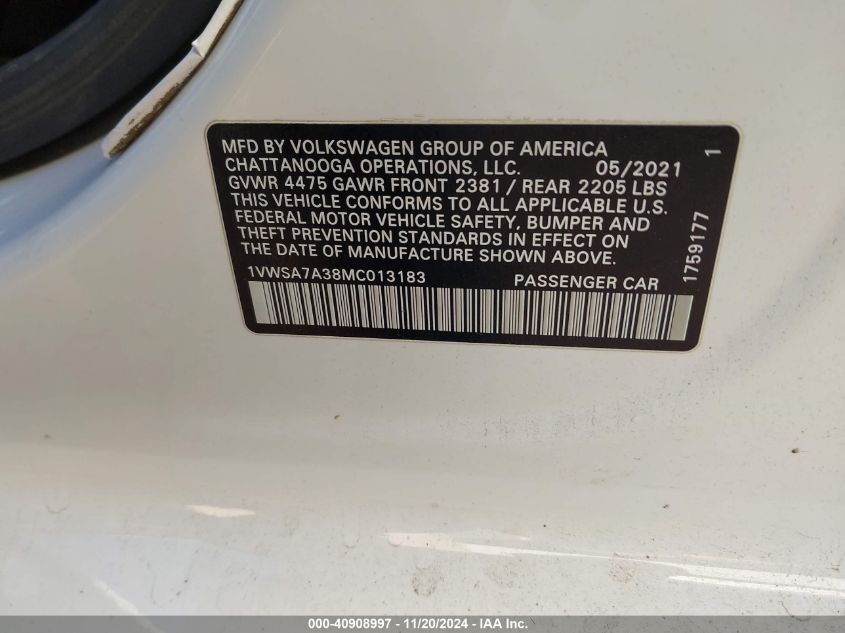 MFD BY VOLKSWAGEN GROUP OF AMERICA
CHATTANOOGA OPERATIONS, LLC. 05/2021
GVWR 4475 GAWR FRONT 2381 / REAR 2205 LBS
THIS VEHICLE CONFORMS TO ALL APPLICABLE U.S.
FEDERAL MOTOR VEHICLE SAFETY, BUMPER AND
THEFT PREVENTION STANDARDS IN EFFECT ON
THE DATE OF MANUFACTURE SHOWN ABOVE.
1VWSA7A38MC013183 PASSENGER CAR
1759177 1
000-40908997 - 11/20/2024 - IAA Inc.